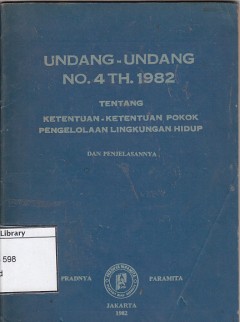 UNDANG-UNDANG
NO. 4 TH. 1982
TENTANG
KETENTUAN-KETENTUAN POKOK
PENGELOLAAN LINGKUNGAN HIDUP
DAN PENJELASANNYA
Library
598
PRADNYA PARAMITA
JAKARTA
1982